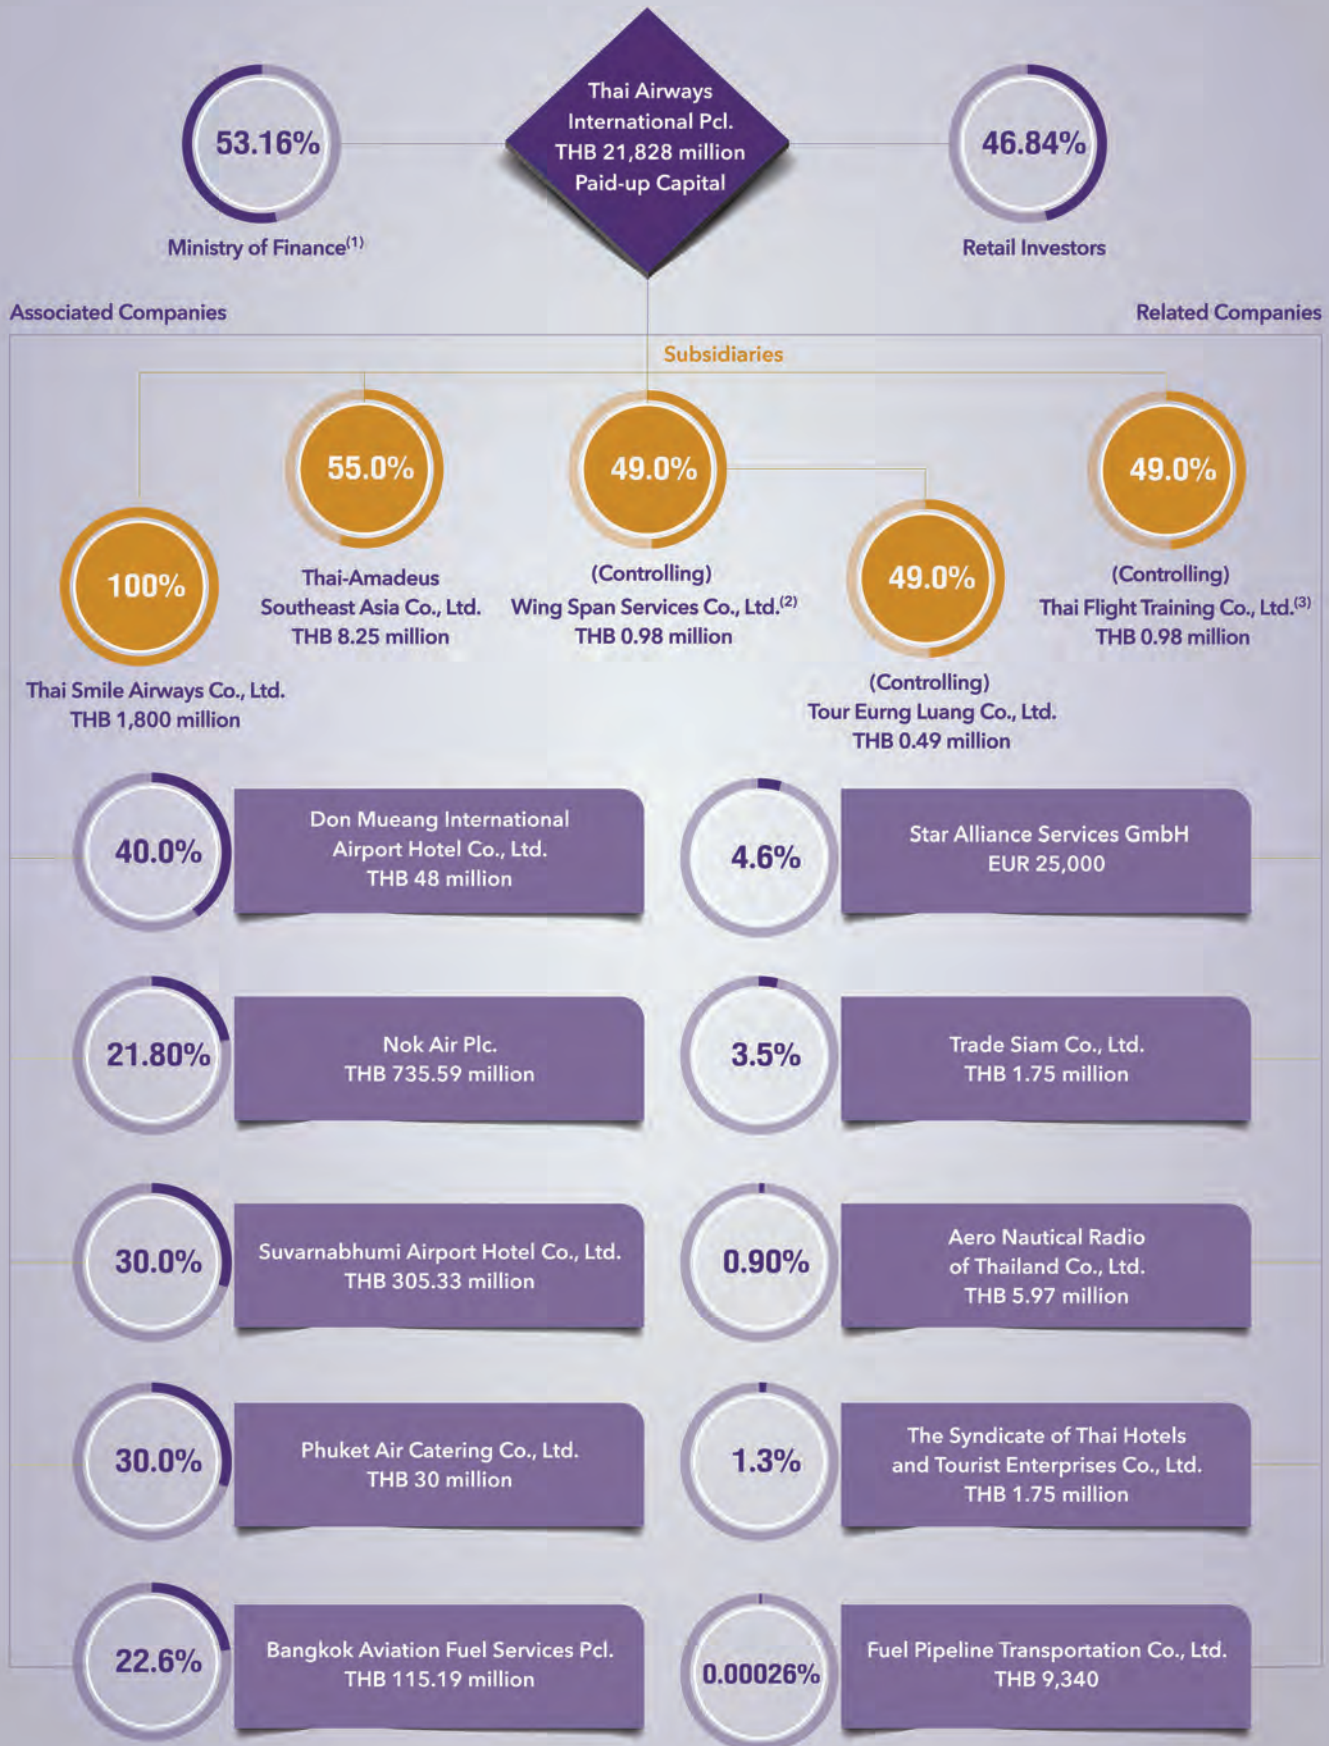 Thai Airways
International Pcl.
THB 21,828 million
Paid-up Capital
53.16%
Ministry of Finance(1)
46.84%
Retail Investors
Associated Companies
Related Companies
Subsidiaries
100%
Thai Smile Airways Co., Ltd.
THB 1,800 million
55.0%
Thai-Amadeus
Southeast Asia Co., Ltd.
THB 8.25 million
49.0%
(Controlling)
Wing Span Services Co., Ltd.(2)
THB 0.98 million
49.0%
(Controlling)
Tour Eurng Luang Co., Ltd.
THB 0.49 million
49.0%
(Controlling)
Thai Flight Training Co., Ltd.(3)
THB 0.98 million
40.0%
Don Mueang International
Airport Hotel Co., Ltd.
THB 48 million
4.6%
Star Alliance Services GmbH
EUR 25,000
21.80%
Nok Air Plc.
THB 735.59 million
3.5%
Trade Siam Co., Ltd.
THB 1.75 million
30.0%
Suvarnabhumi Airport Hotel Co., Ltd.
THB 305.33 million
0.90%
Aero Nautical Radio
of Thailand Co., Ltd.
THB 5.97 million
30.0%
Phuket Air Catering Co., Ltd.
THB 30 million
1.3%
The Syndicate of Thai Hotels
and Tourist Enterprises Co., Ltd.
THB 1.75 million
22.6%
Bangkok Aviation Fuel Services Pcl.
THB 115.19 million
0.00026%
Fuel Pipeline Transportation Co., Ltd.
THB 9,340